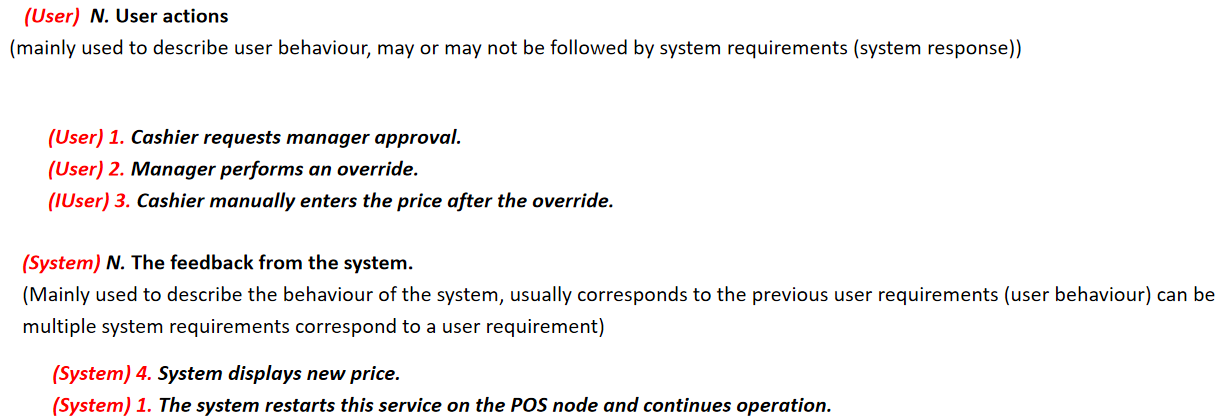 (User) N. User actions
(mainly used to describe user behaviour, may or may not be followed by system requirements (system response))
(User) 1. Cashier requests manager approval.
(User) 2. Manager performs an override.
(IUser) 3. Cashier manually enters the price after the override.
(System) N. The feedback from the system.
(Mainly used to describe the behaviour of the system, usually corresponds to the previous user requirements (user behaviour) can be
multiple system requirements correspond to a user requirement)
(System) 4. System displays new price.
(System) 1. The system restarts this service on the POS node and continues operation.